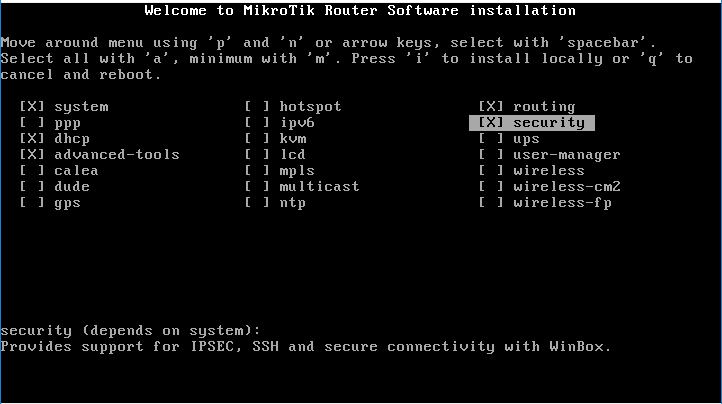 Welcome to MikroTik Router Software installation
Move around menu using 'p' and 'n' or arrow keys, select with 'spacebar'.
Select all with 'a', minimum with 'm'. Press 'i' to install locally or 'q' to
cancel and reboot.
[X] system [ ] hotspot [X] routing
[ ] ppp [ ] ipv6 [X] security
[X] dhcp [ ] kvm [ ] ups
[X] advanced-tools [ ] lcd [ ] user-manager
[ ] calea [ ] mpls [ ] wireless
[ ] dude [ ] multicast [ ] wireless-cm2
[ ] gps [ ] ntp [ ] wireless-fp
security (depends on system):
Provides support for IPSEC, SSH and secure connectivity with WinBox.